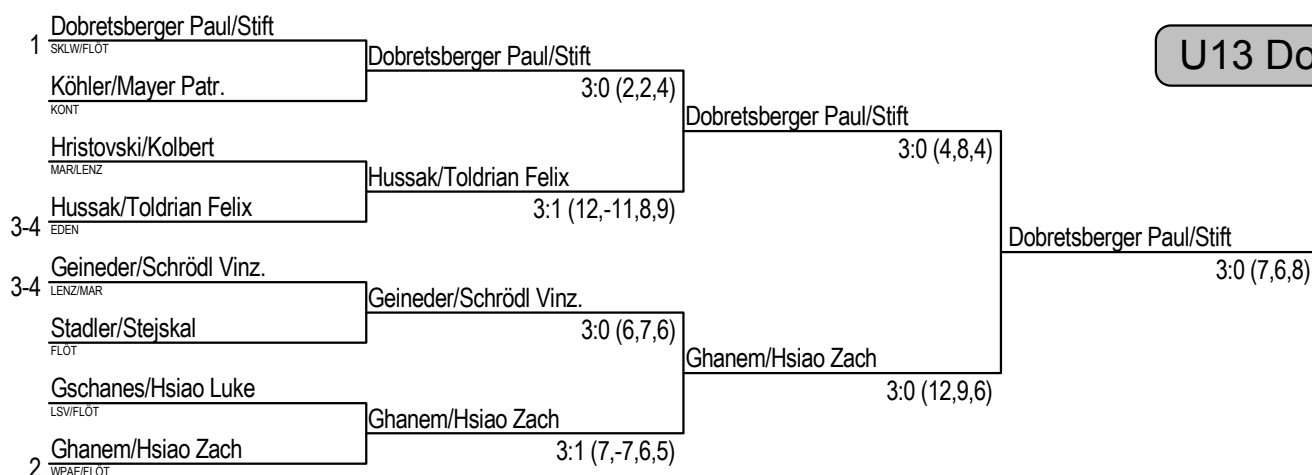 Dobretsberger Paul/Stift
1
SKLW/FLÖT
Köhler/Mayer Patr.
KONT
Hristovski/Kolbert
MAR/LENZ
Hussak/Toldrian Felix
3-4
EDEN
Geineder/Schrödl Vinz.
3-4
LENZ/MAR
Stadler/Stejskal
FLÖT
Gschanes/Hsiao Luke
LSV/FLÖT
Ghanem/Hsiao Zach
2
WPAF/FLÖT
Dobretsberger Paul/Stift
3:0 (2,2,4)
Hussak/Toldrian Felix
3:1 (12,-11,8,9)
Geineder/Schrödl Vinz.
3:0 (6,7,6)
Ghanem/Hsiao Zach
3:1 (7,-7,6,5)
Dobretsberger Paul/Stift
3:0 (4,8,4)
Ghanem/Hsiao Zach
3:0 (12,9,6)
Dobretsberger Paul/Stift
3:0 (7,6,8)
U13 Do